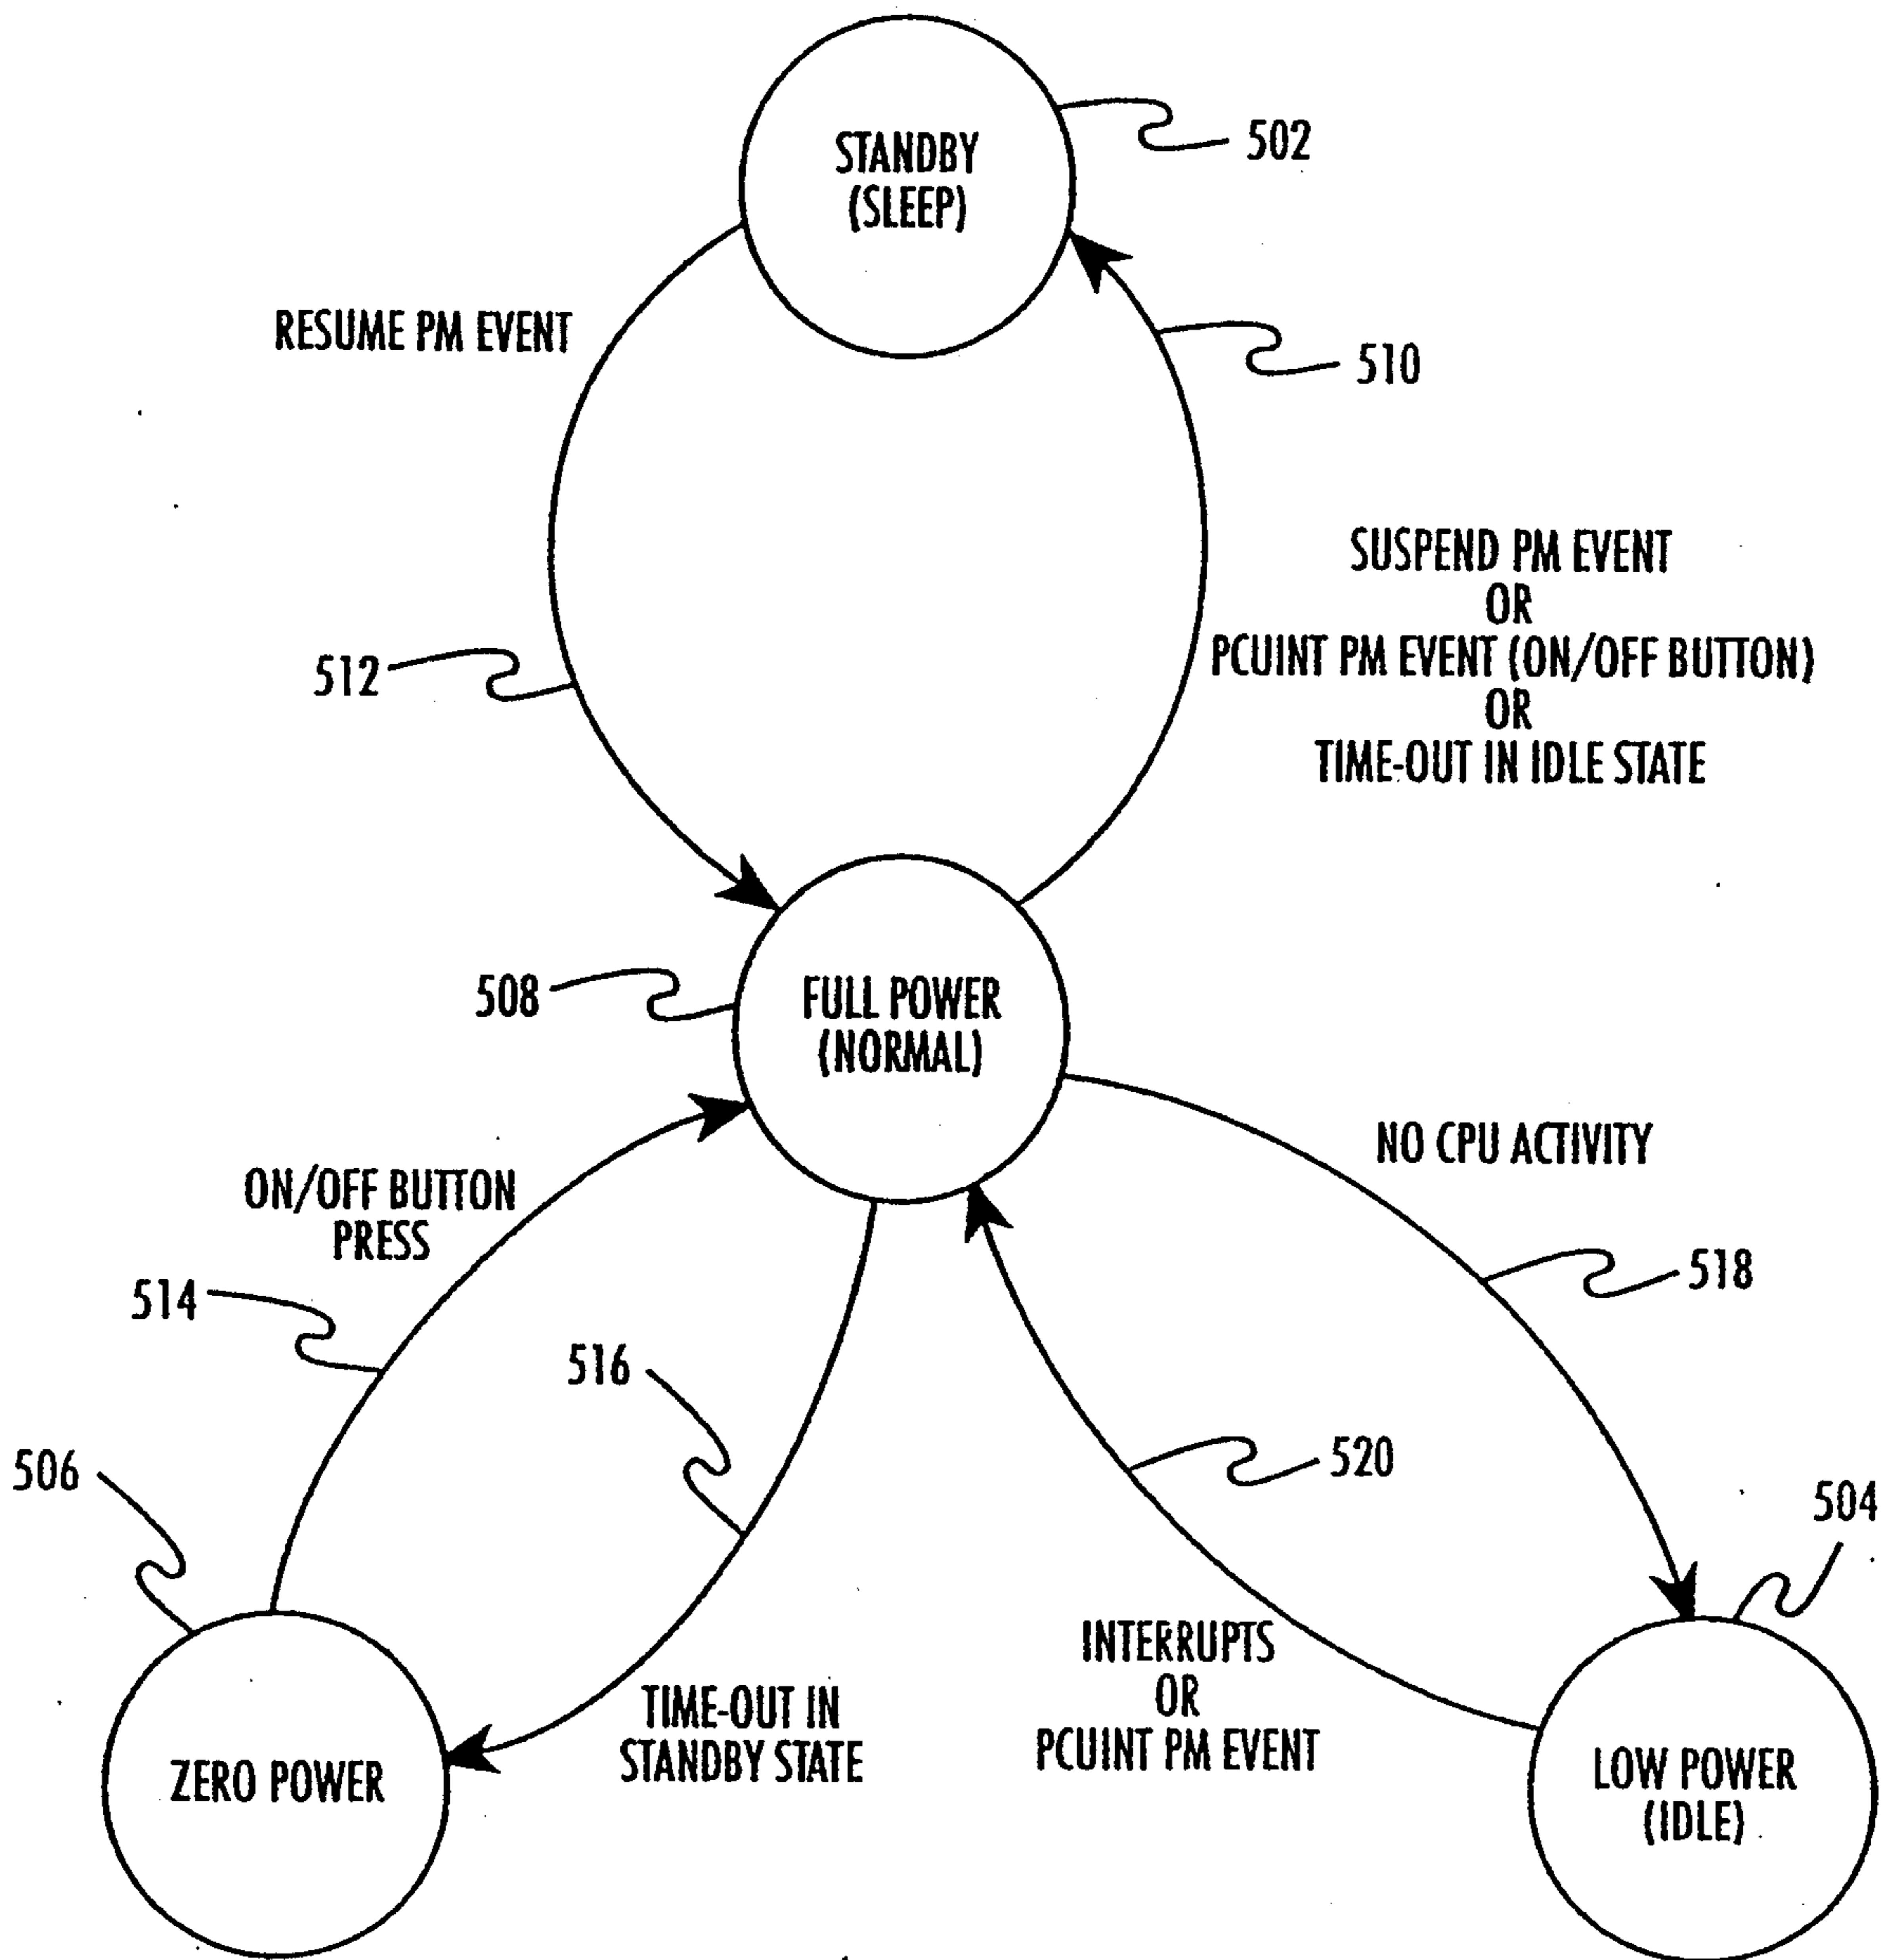 STANDBY
(SLEEP)
502
RESUME PM EVENT
510
SUSPEND PM EVENT
OR
PCUINT PM EVENT (ON/OFF BUTTON)
OR
TIME-OUT IN IDLE STATE
512
508
FULL POWER
(NORMAL)
NO CPU ACTIVITY
ON/OFF BUTTON
PRESS
514
518
516
506
520
504
INTERRUPTS
OR
PCUINT PM EVENT
TIME-OUT IN
STANDBY STATE
ZERO POWER
LOW POWER
(IDLE)